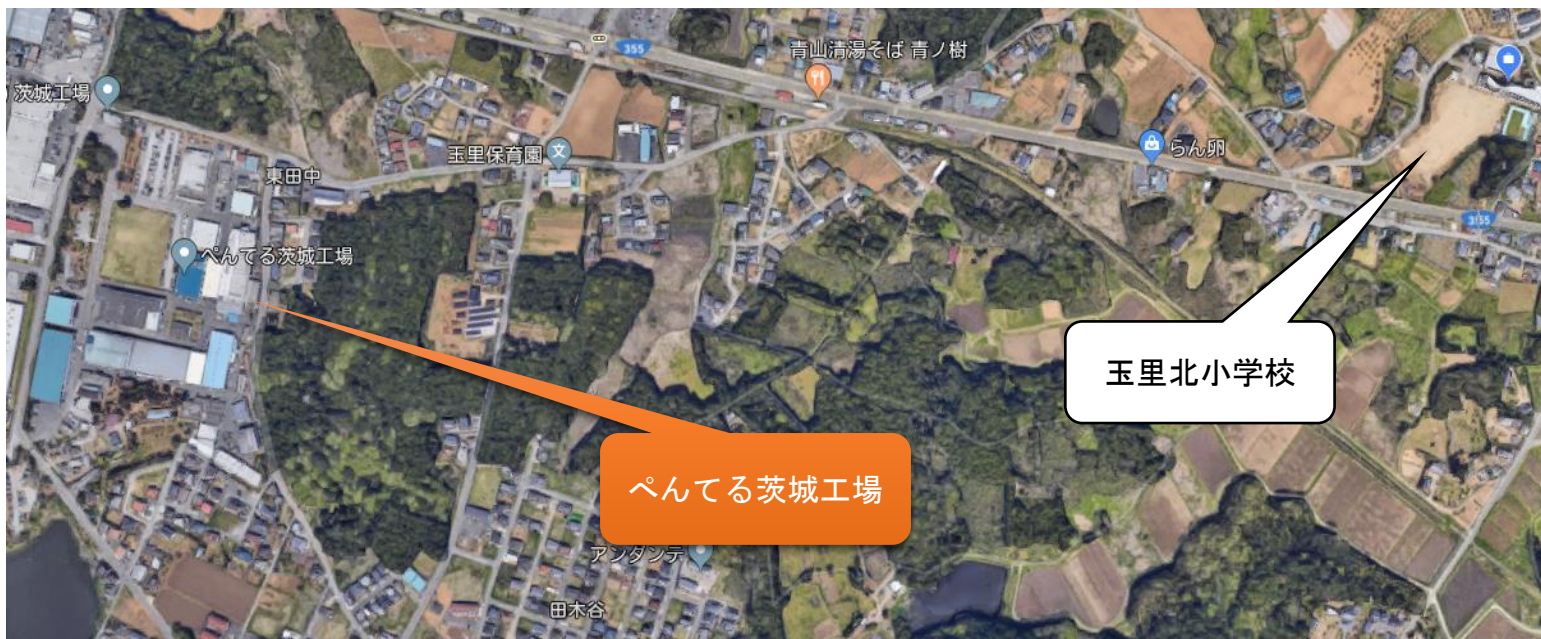 355
青山清湯そば 青ノ樹
茨城工場
玉里保育園
文
らん卵
東田中
355
ぺんてる茨城工場
玉里北小学校
ぺんてる茨城工場
アンダンテ
田木谷